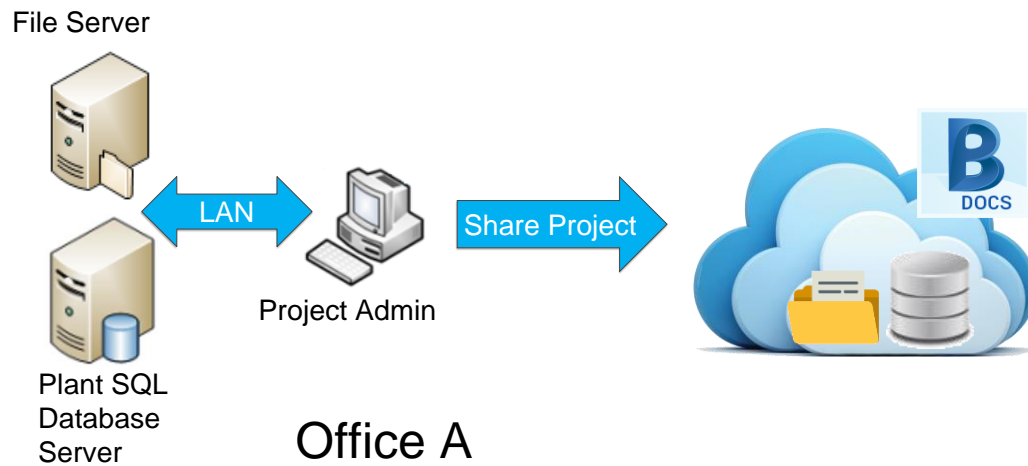 File Server
LAN
Share Project
B
DOCS
Project Admin
Plant SQL
Database
Server
Office A